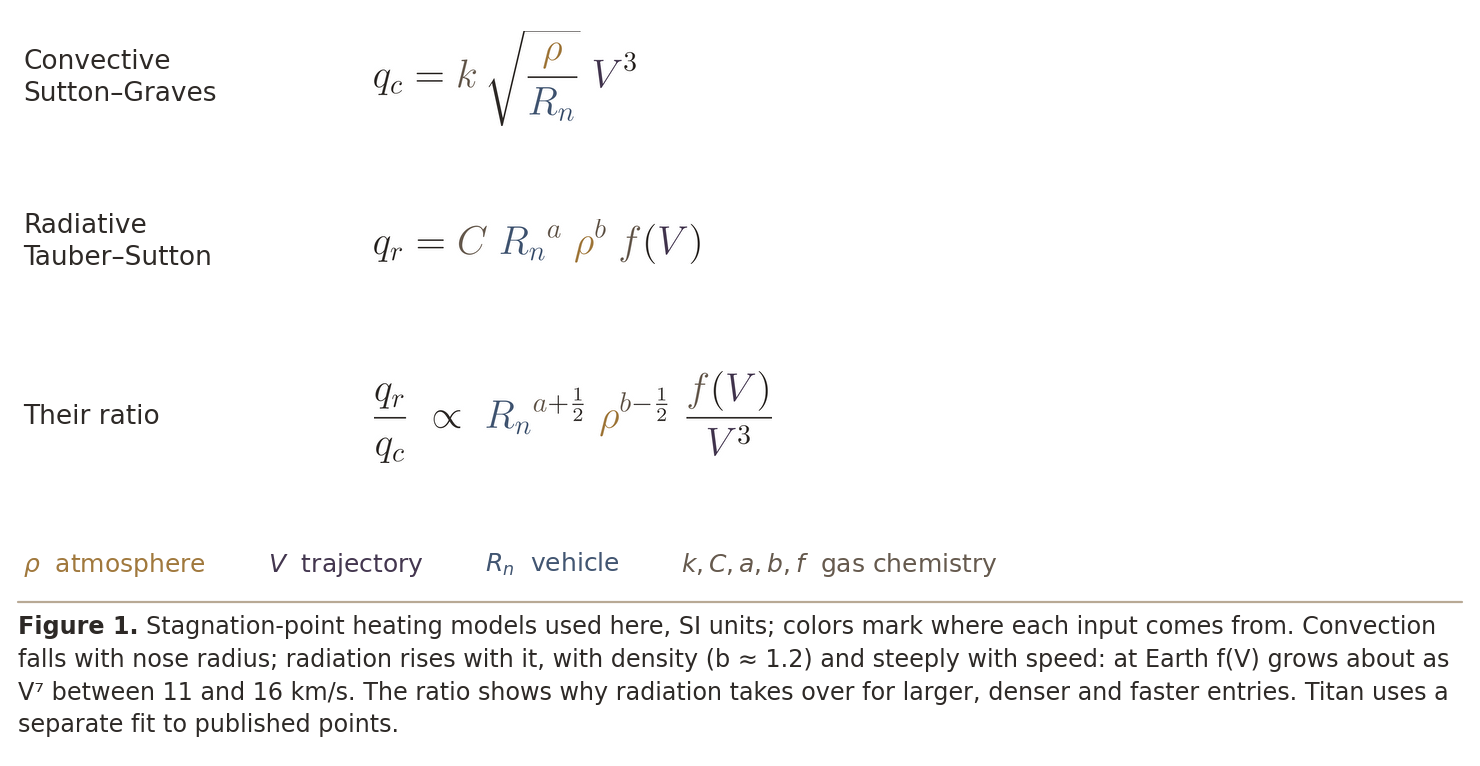 Convective
Sutton–Graves
q_c = k √(ρ/R_n) V³
Radiative
Tauber–Sutton
q_r = C R_n^a ρ^b f(V)
Their ratio
q_r/q_c ∝ R_n^(a+1/2) ρ^(b−1/2) f(V)/V³
ρ atmosphere V trajectory R_n vehicle k, C, a, b, f gas chemistry
Figure 1. Stagnation-point heating models used here, SI units; colors mark where each input comes from. Convection
falls with nose radius; radiation rises with it, with density (b ≈ 1.2) and steeply with speed: at Earth f(V) grows about as
V⁷ between 11 and 16 km/s. The ratio shows why radiation takes over for larger, denser and faster entries. Titan uses a
separate fit to published points.